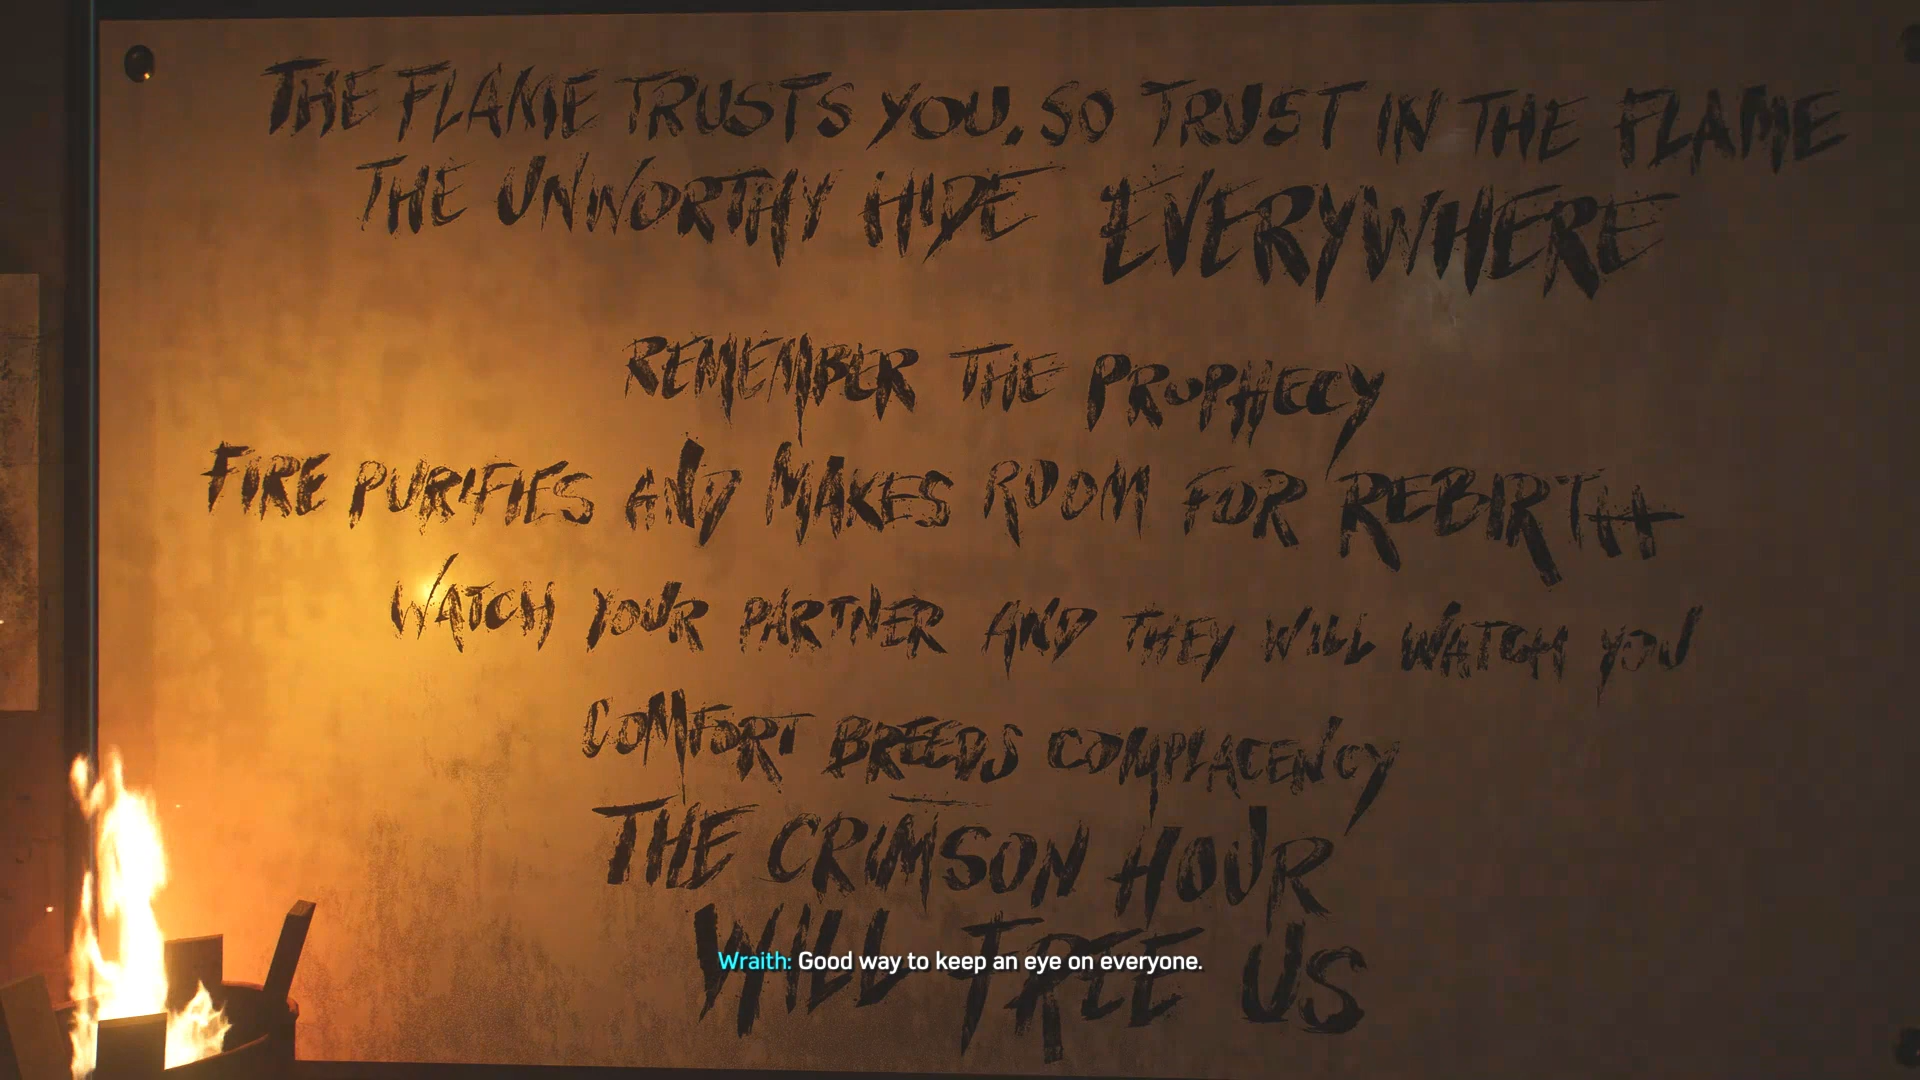 THE FLAME TRUSTS YOU, SO TRUST IN THE FLAME
THE UNWORTHY HIDE EVERYWHERE
REMEMBER THE PROPHECY
FIRE PURIFIES AND MAKES ROOM FOR REBIRTH
WATCH YOUR PARTNER AND THEY WILL WATCH YOU
COMFORT BREEDS COMPLACENCY
THE CRIMSON HOUR
WILL FREE US
Wraith: Good way to keep an eye on everyone.